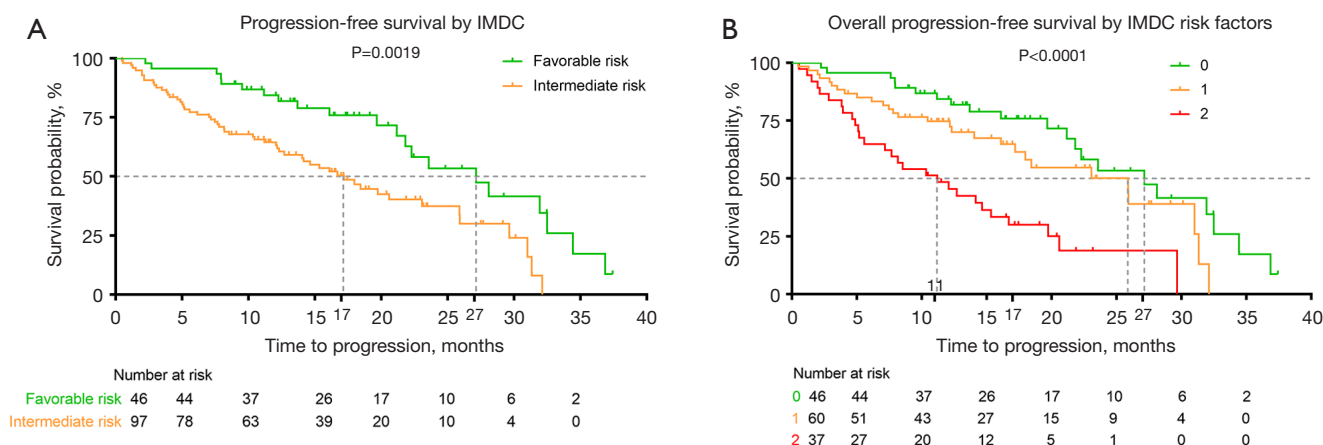 A
Progression-free survival by IMDC
P=0.0019
Favorable risk
Intermediate risk
Survival probability, %
100
75
50
25
0
0 5 10 15 17 20 27 25 30 35 40
Time to progression, months
Number at risk
Favorable risk 46 44 37 26 17 10 6 2
Intermediate risk 97 78 63 39 20 10 4 0
B
Overall progression-free survival by IMDC risk factors
P<0.0001
0
1
2
Survival probability, %
100
75
50
25
0
11
0 5 10 15 17 20 25 27 30 35 40
Time to progression, months
Number at risk
0 46 44 37 26 17 10 6 2
1 60 51 43 27 15 9 4 0
2 37 27 20 12 5 1 0 0